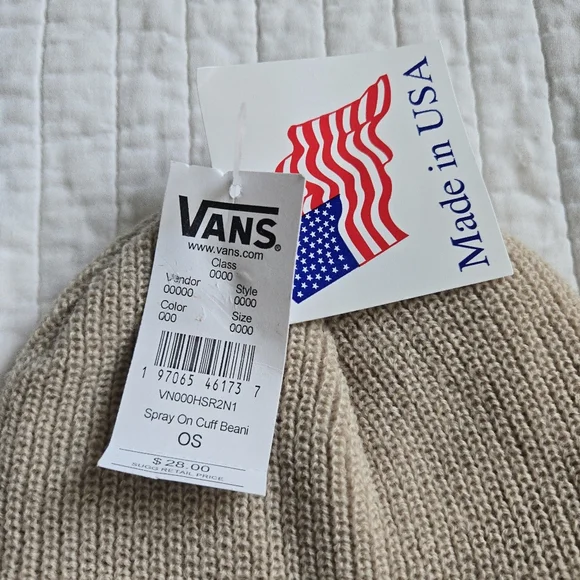 VANS®
www.vans.com
Class
0000
Vendor Style
00000 0000
Color Size
000 0000
1 97065 46173 7
VN000HSR2N1
Spray On Cuff Beani
OS
$28.00
SUGG RETAIL PRICE
Made in USA